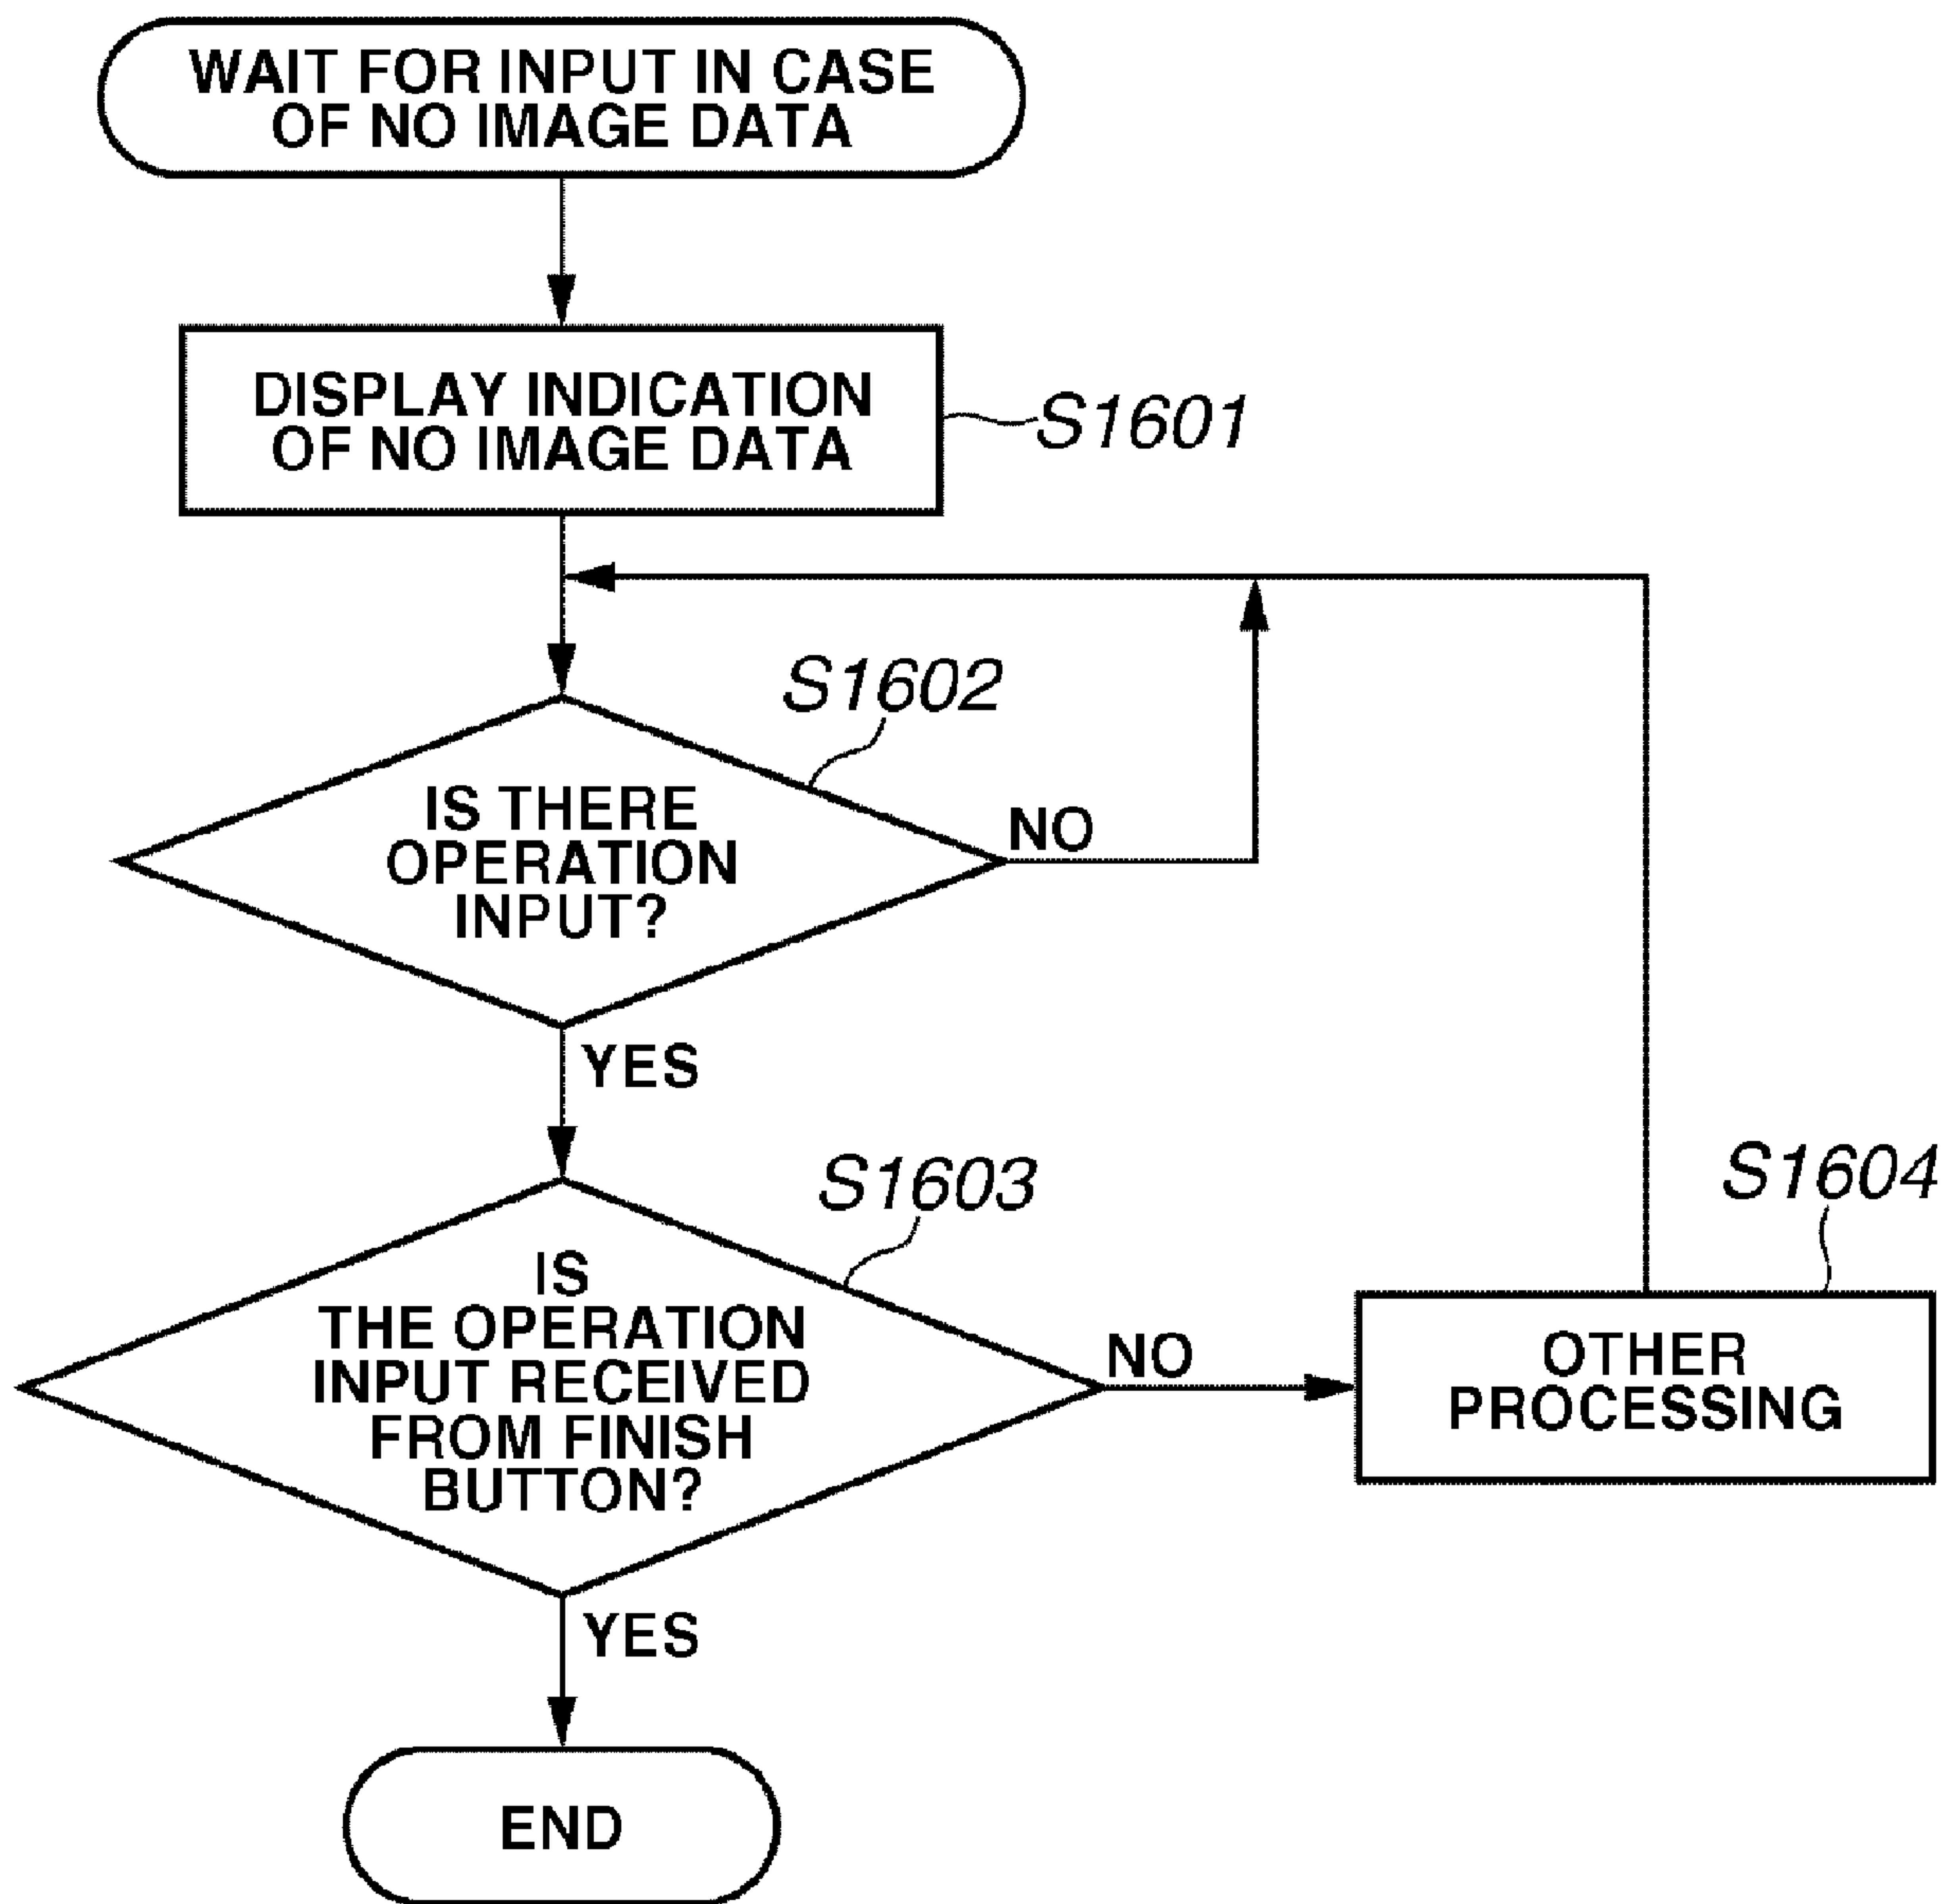 WAIT FOR INPUT IN CASE
OF NO IMAGE DATA
DISPLAY INDICATION
OF NO IMAGE DATA
S1601
S1602
IS THERE
OPERATION
INPUT?
NO
YES
S1603
S1604
IS
THE OPERATION
INPUT RECEIVED
FROM FINISH
BUTTON?
NO
OTHER
PROCESSING
YES
END